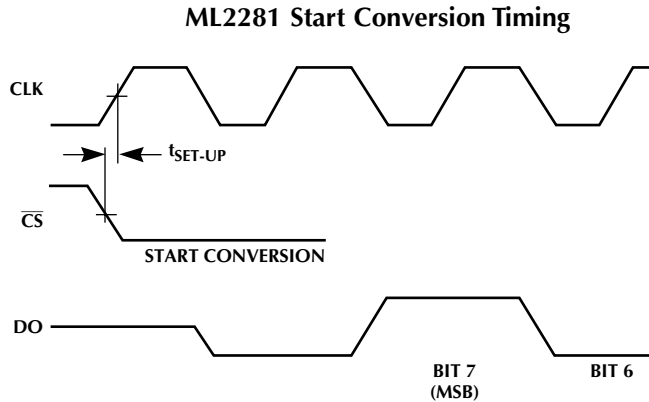 ML2281 Start Conversion Timing
CLK
tSET-UP
CS
START CONVERSION
DO
BIT 7
(MSB)
BIT 6